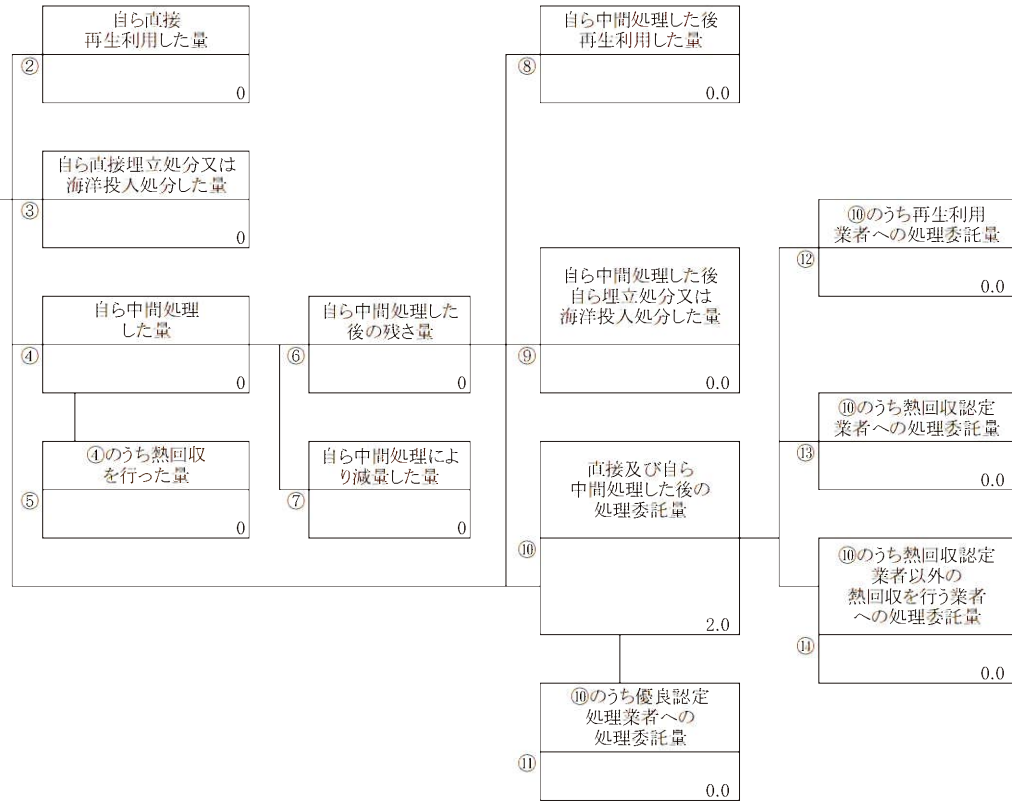 自ら直接
再生利用した量
②
0
自ら直接埋立処分又は
海洋投入処分した量
③
0
自ら中間処理
した量
④
0
④のうち熱回収
を行った量
⑤
0
自ら中間処理した
後の残さ量
⑥
0
自ら中間処理によ
り減量した量
⑦
0
自ら中間処理した後
再生利用した量
⑧
0.0
自ら中間処理した後
自ら埋立処分又は
海洋投入処分した量
⑨
0.0
直接及び自ら
中間処理した後の
処理委託量
⑩
2.0
⑩のうち優良認定
処理業者への
処理委託量
⑪
0.0
⑩のうち再生利用
業者への処理委託量
⑫
0.0
⑩のうち熱回収認定
業者への処理委託量
⑬
0.0
⑩のうち熱回収認定
業者以外の
熱回収を行う業者
への処理委託量
⑭
0.0